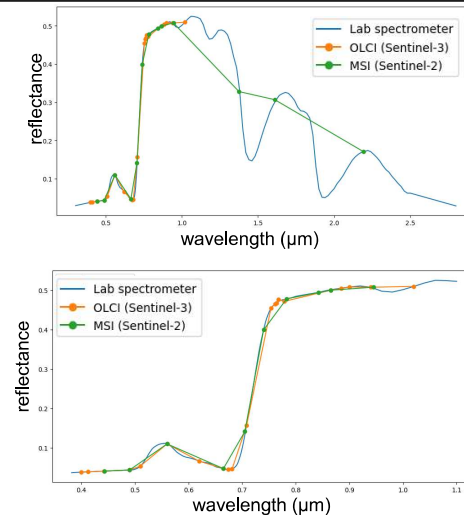 0.5
0.4
0.3
0.2
0.1
reflectance
Lab spectrometer
OLCI (Sentinel-3)
MSI (Sentinel-2)
0.5 1.0 1.5 2.0 2.5
wavelength (μm)
0.5
0.4
0.3
0.2
0.1
reflectance
Lab spectrometer
OLCI (Sentinel-3)
MSI (Sentinel-2)
0.4 0.5 0.6 0.7 0.8 0.9 1.0 1.1
wavelength (μm)